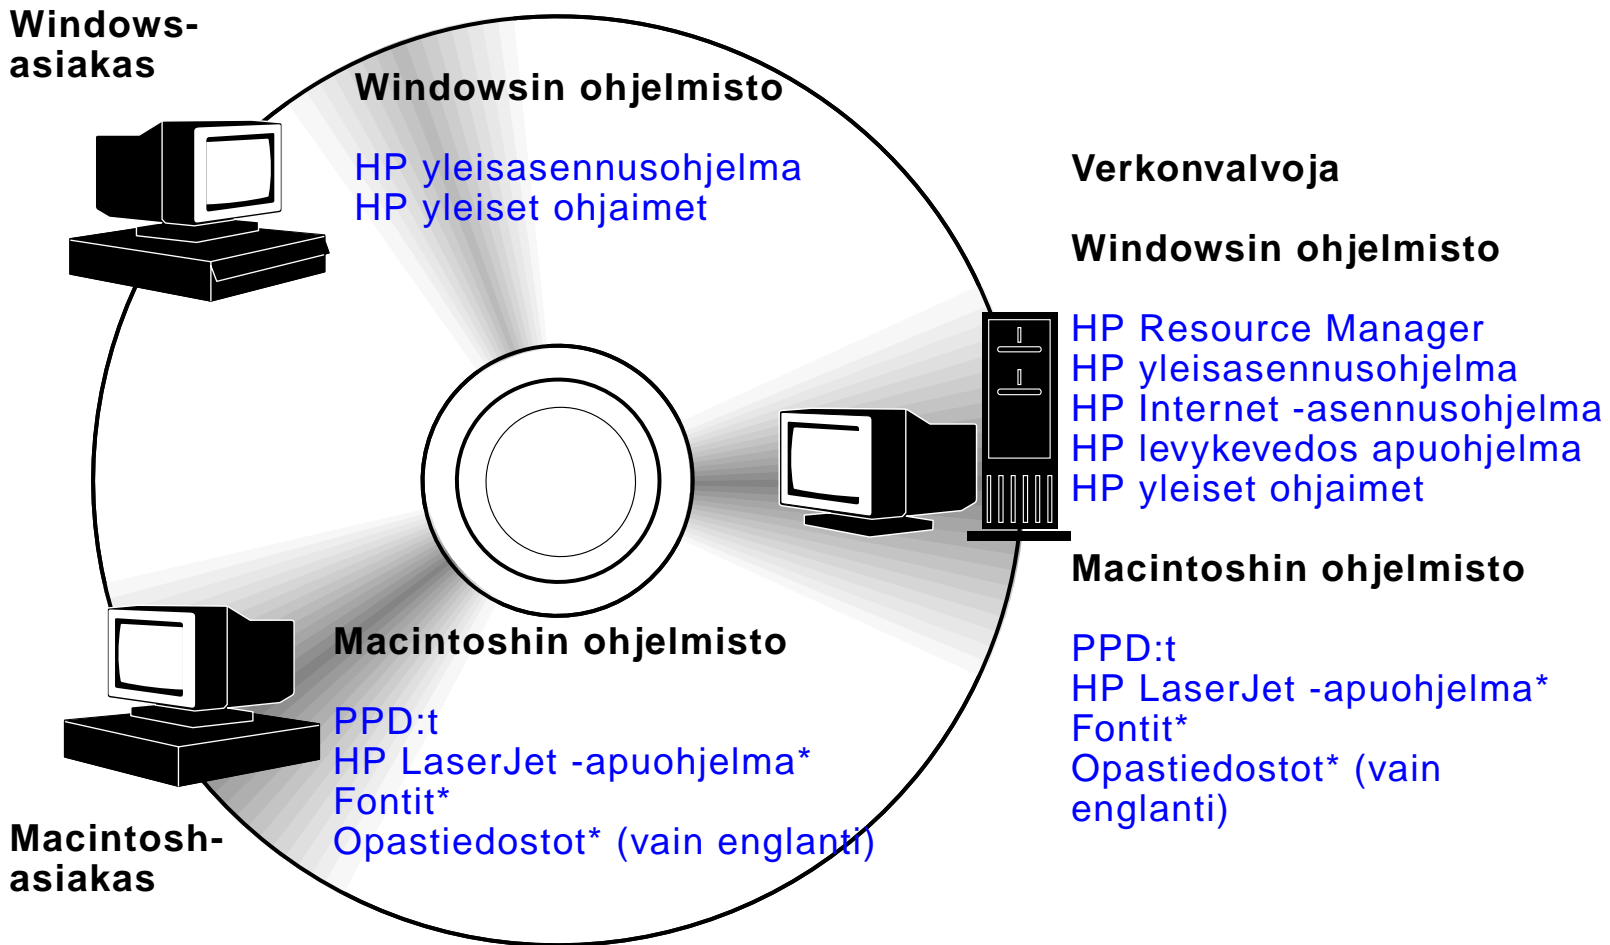 Windows-
asiakas
Windowsin ohjelmisto
HP yleisasennusohjelma
HP yleiset ohjaimet
Verkonvalvoja
Windowsin ohjelmisto
HP Resource Manager
HP yleisasennusohjelma
HP Internet -asennusohjelma
HP levykevedos apuohjelma
HP yleiset ohjaimet
Macintoshin ohjelmisto
PPD:t
HP LaserJet -apuohjelma*
Fontit*
Opastiedostot* (vain
englanti)
Macintoshin ohjelmisto
PPD:t
HP LaserJet -apuohjelma*
Fontit*
Opastiedostot* (vain englanti)
Macintosh-
asiakas